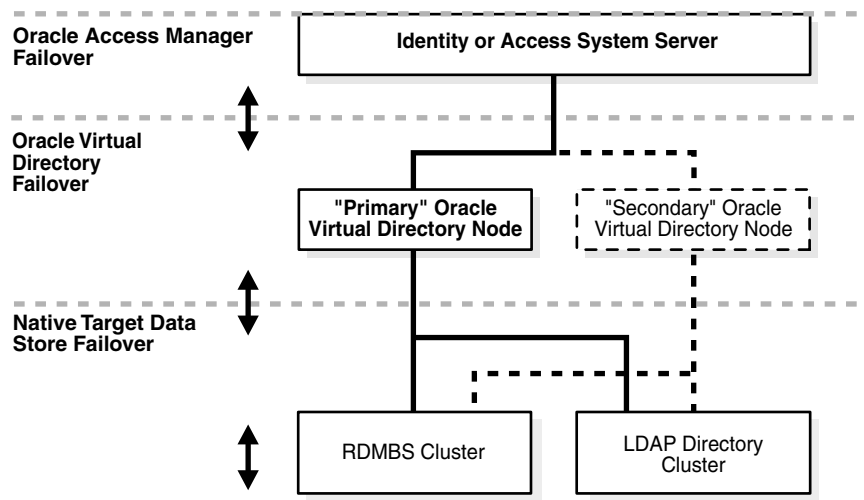 Oracle Access Manager
Failover
Identity or Access System Server
Oracle Virtual
Directory
Failover
"Primary" Oracle
Virtual Directory Node
"Secondary" Oracle
Virtual Directory Node
Native Target Data
Store Failover
RDMBS Cluster
LDAP Directory
Cluster